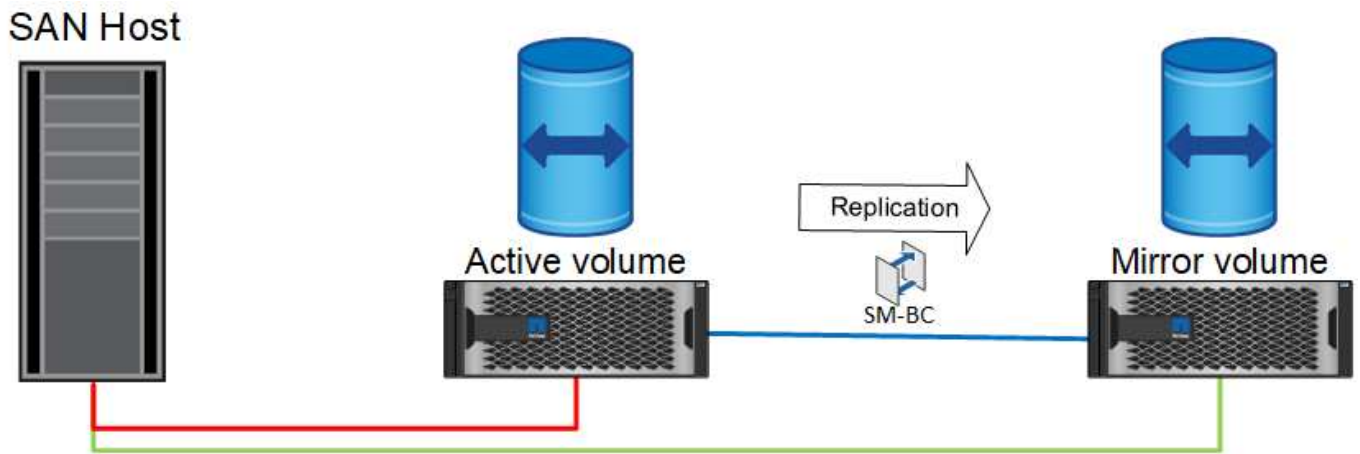 SAN Host
Replication
Active volume
Mirror volume
SM-BC